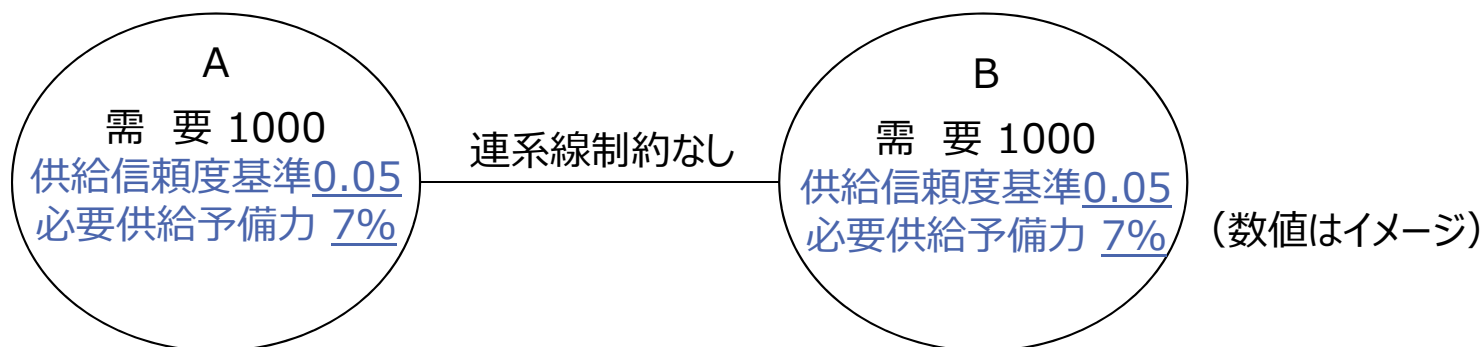 A
需 要 1000
供給信頼度基準0.05
必要供給予備力 7%
連系線制約なし
B
需 要 1000
供給信頼度基準0.05
必要供給予備力 7%
（数値はイメージ）